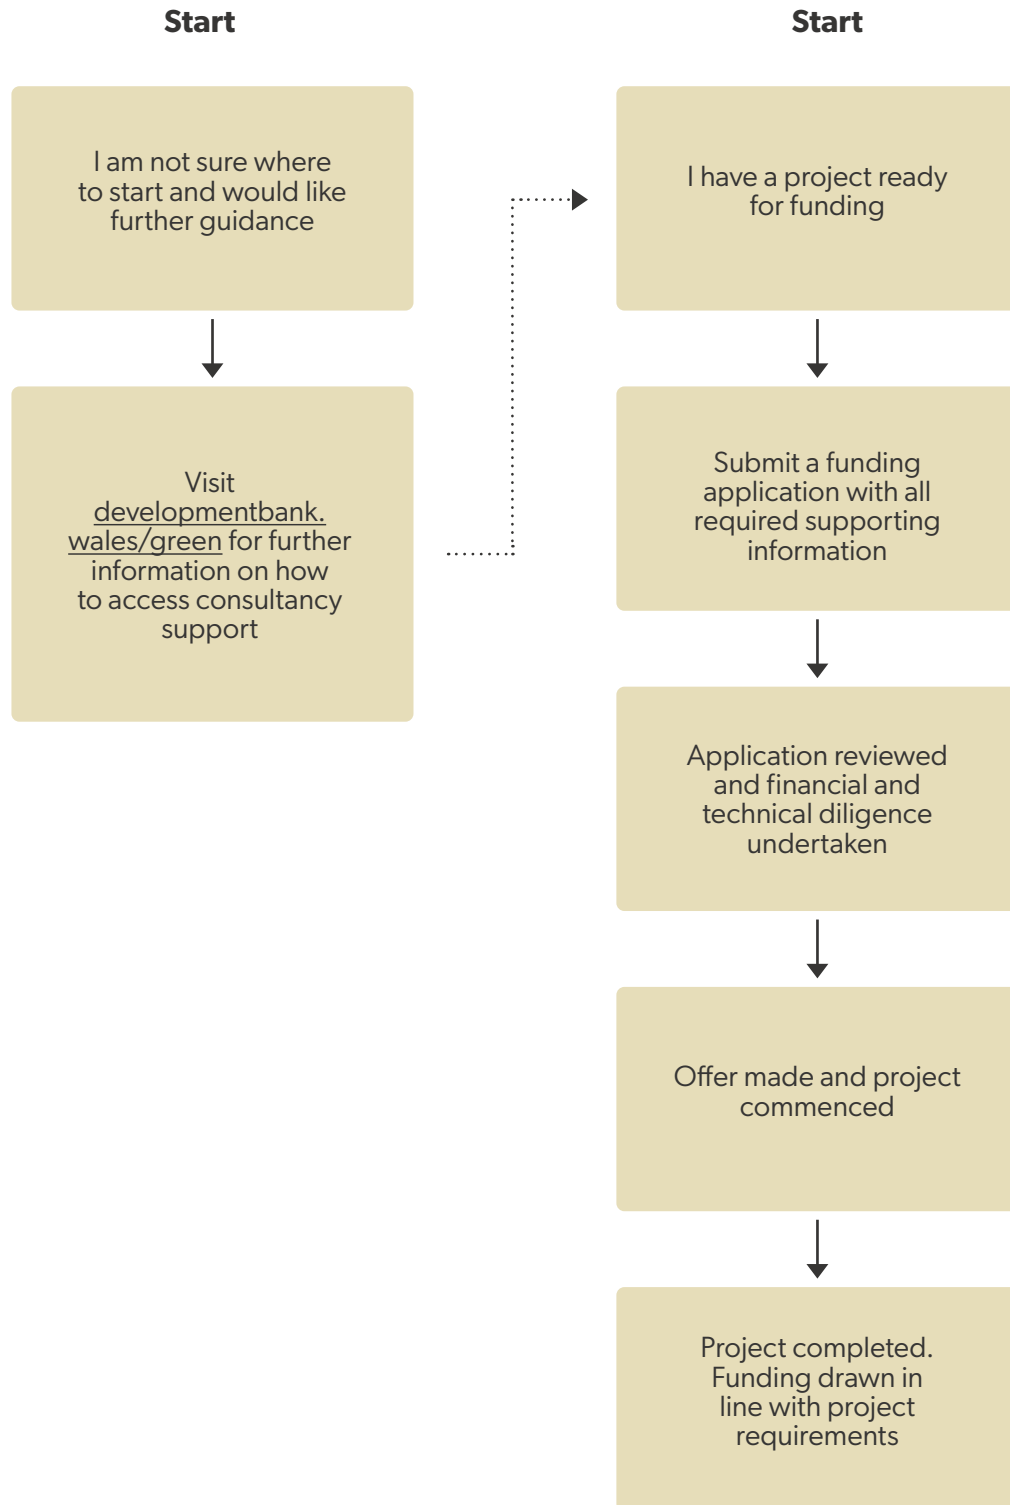 Start
I am not sure where
to start and would like
further guidance
Visit
developmentbank.
wales/green for further
information on how
to access consultancy
support
Start
I have a project ready
for funding
Submit a funding
application with all
required supporting
information
Application reviewed
and financial and
technical diligence
undertaken
Offer made and project
commenced
Project completed.
Funding drawn in
line with project
requirements